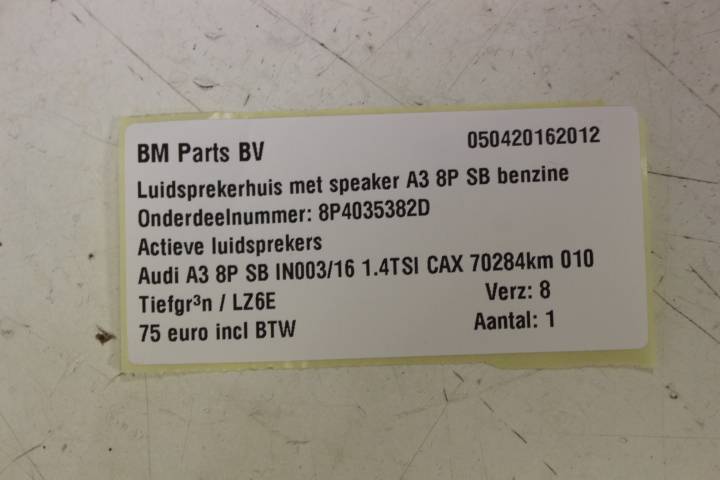 BM Parts BV 050420162012
Luidsprekerhuis met speaker A3 8P SB benzine
Onderdeelnummer: 8P4035382D
Actieve luidsprekers
Audi A3 8P SB IN003/16 1.4TSI CAX 70284km 010
Tiefgr³n / LZ6E Verz: 8
75 euro incl BTW Aantal: 1